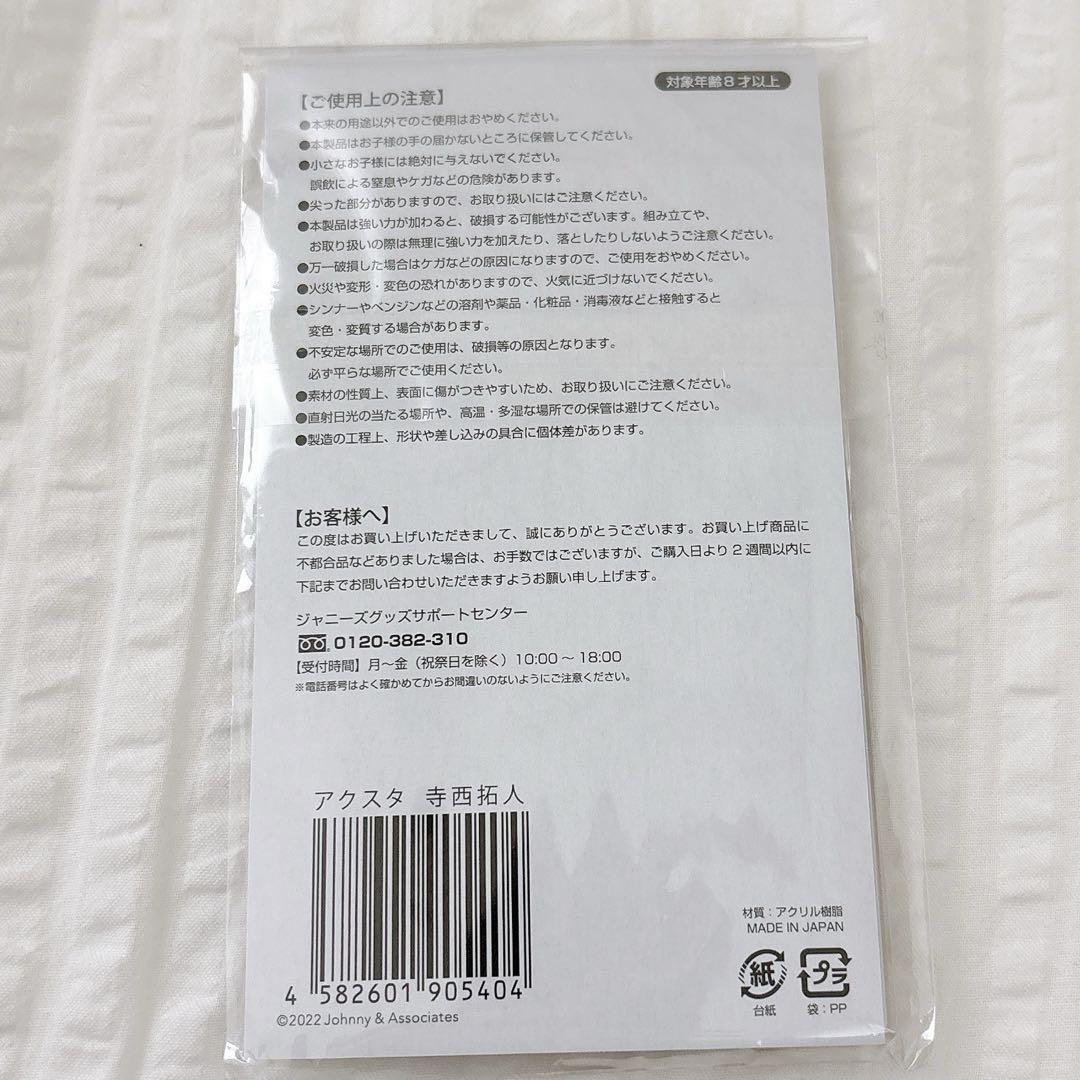 対象年齢8才以上
【ご使用上の注意】
●本来の用途以外でのご使用はおやめください。
●本製品はお子様の手の届かないところに保管してください。
●小さなお子様には絶対に与えないでください。
誤飲による窒息やケガなどの危険があります。
●尖った部分がありますので、お取り扱いにはご注意ください。
●本製品は強い力が加わると、破損する可能性がございます。組み立てや、
お取り扱いの際は無理に強い力を加えたり、落としたりしないようご注意ください。
●万一破損した場合はケガなどの原因になりますので、ご使用をおやめください。
●火災や変形・変色の恐れがありますので、火気に近づけないでください。
●シンナーやベンジンなどの溶剤や薬品・化粧品・消毒液などと接触すると
変色・変質する場合があります。
●不安定な場所でのご使用は、破損等の原因となります。
必ず平らな場所でご使用ください。
●素材の性質上、表面に傷がつきやすいため、お取り扱いにご注意ください。
●直射日光の当たる場所や、高温・多湿な場所での保管は避けてください。
●製造の工程上、形状や差し込みの具合に個体差があります。
【お客様へ】
この度はお買い上げいただきまして、誠にありがとうございます。お買い上げ商品に
不都合品などありました場合は、お手数ではございますが、ご購入日より2週間以内に
下記までお問い合わせいただきますようお願い申し上げます。
ジャニーズグッズサポートセンター
0120-382-310
【受付時間】月〜金（祝祭日を除く）10:00〜18:00
※電話番号はよく確かめてからお間違いのないようにご注意ください。
アクスタ 寺西拓人
4 582601 905404
©2022 Johnny & Associates
材質：アクリル樹脂
MADE IN JAPAN
紙 プラ
台紙 袋：PP